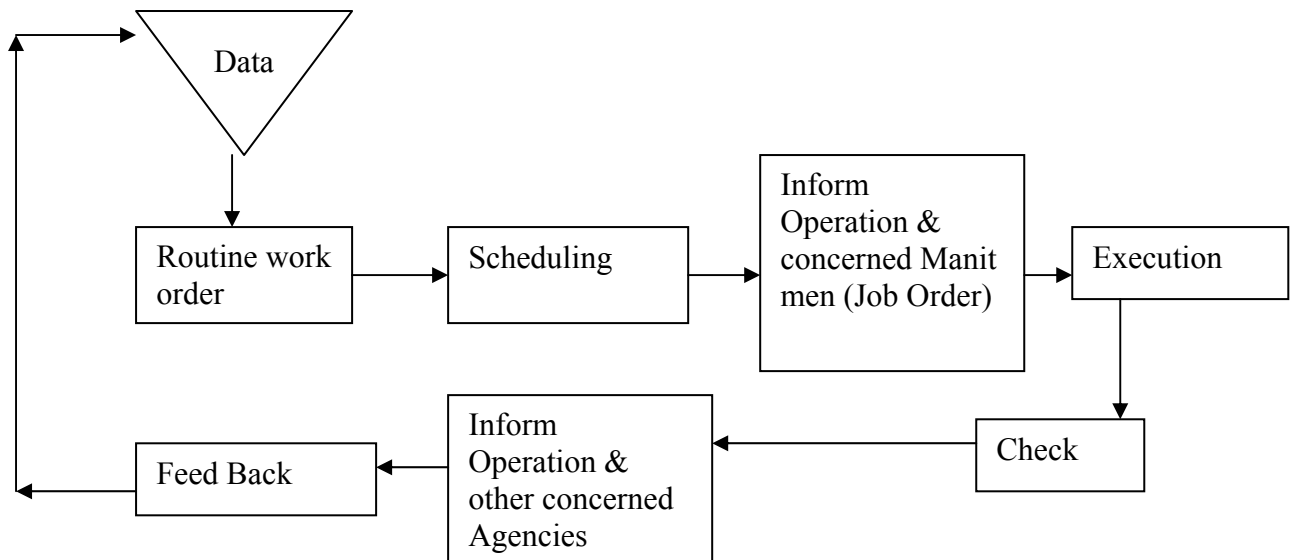 Data
Routine work
order
Scheduling
Inform
Operation &
concerned Manit
men (Job Order)
Execution
Check
Inform
Operation &
other concerned
Agencies
Feed Back